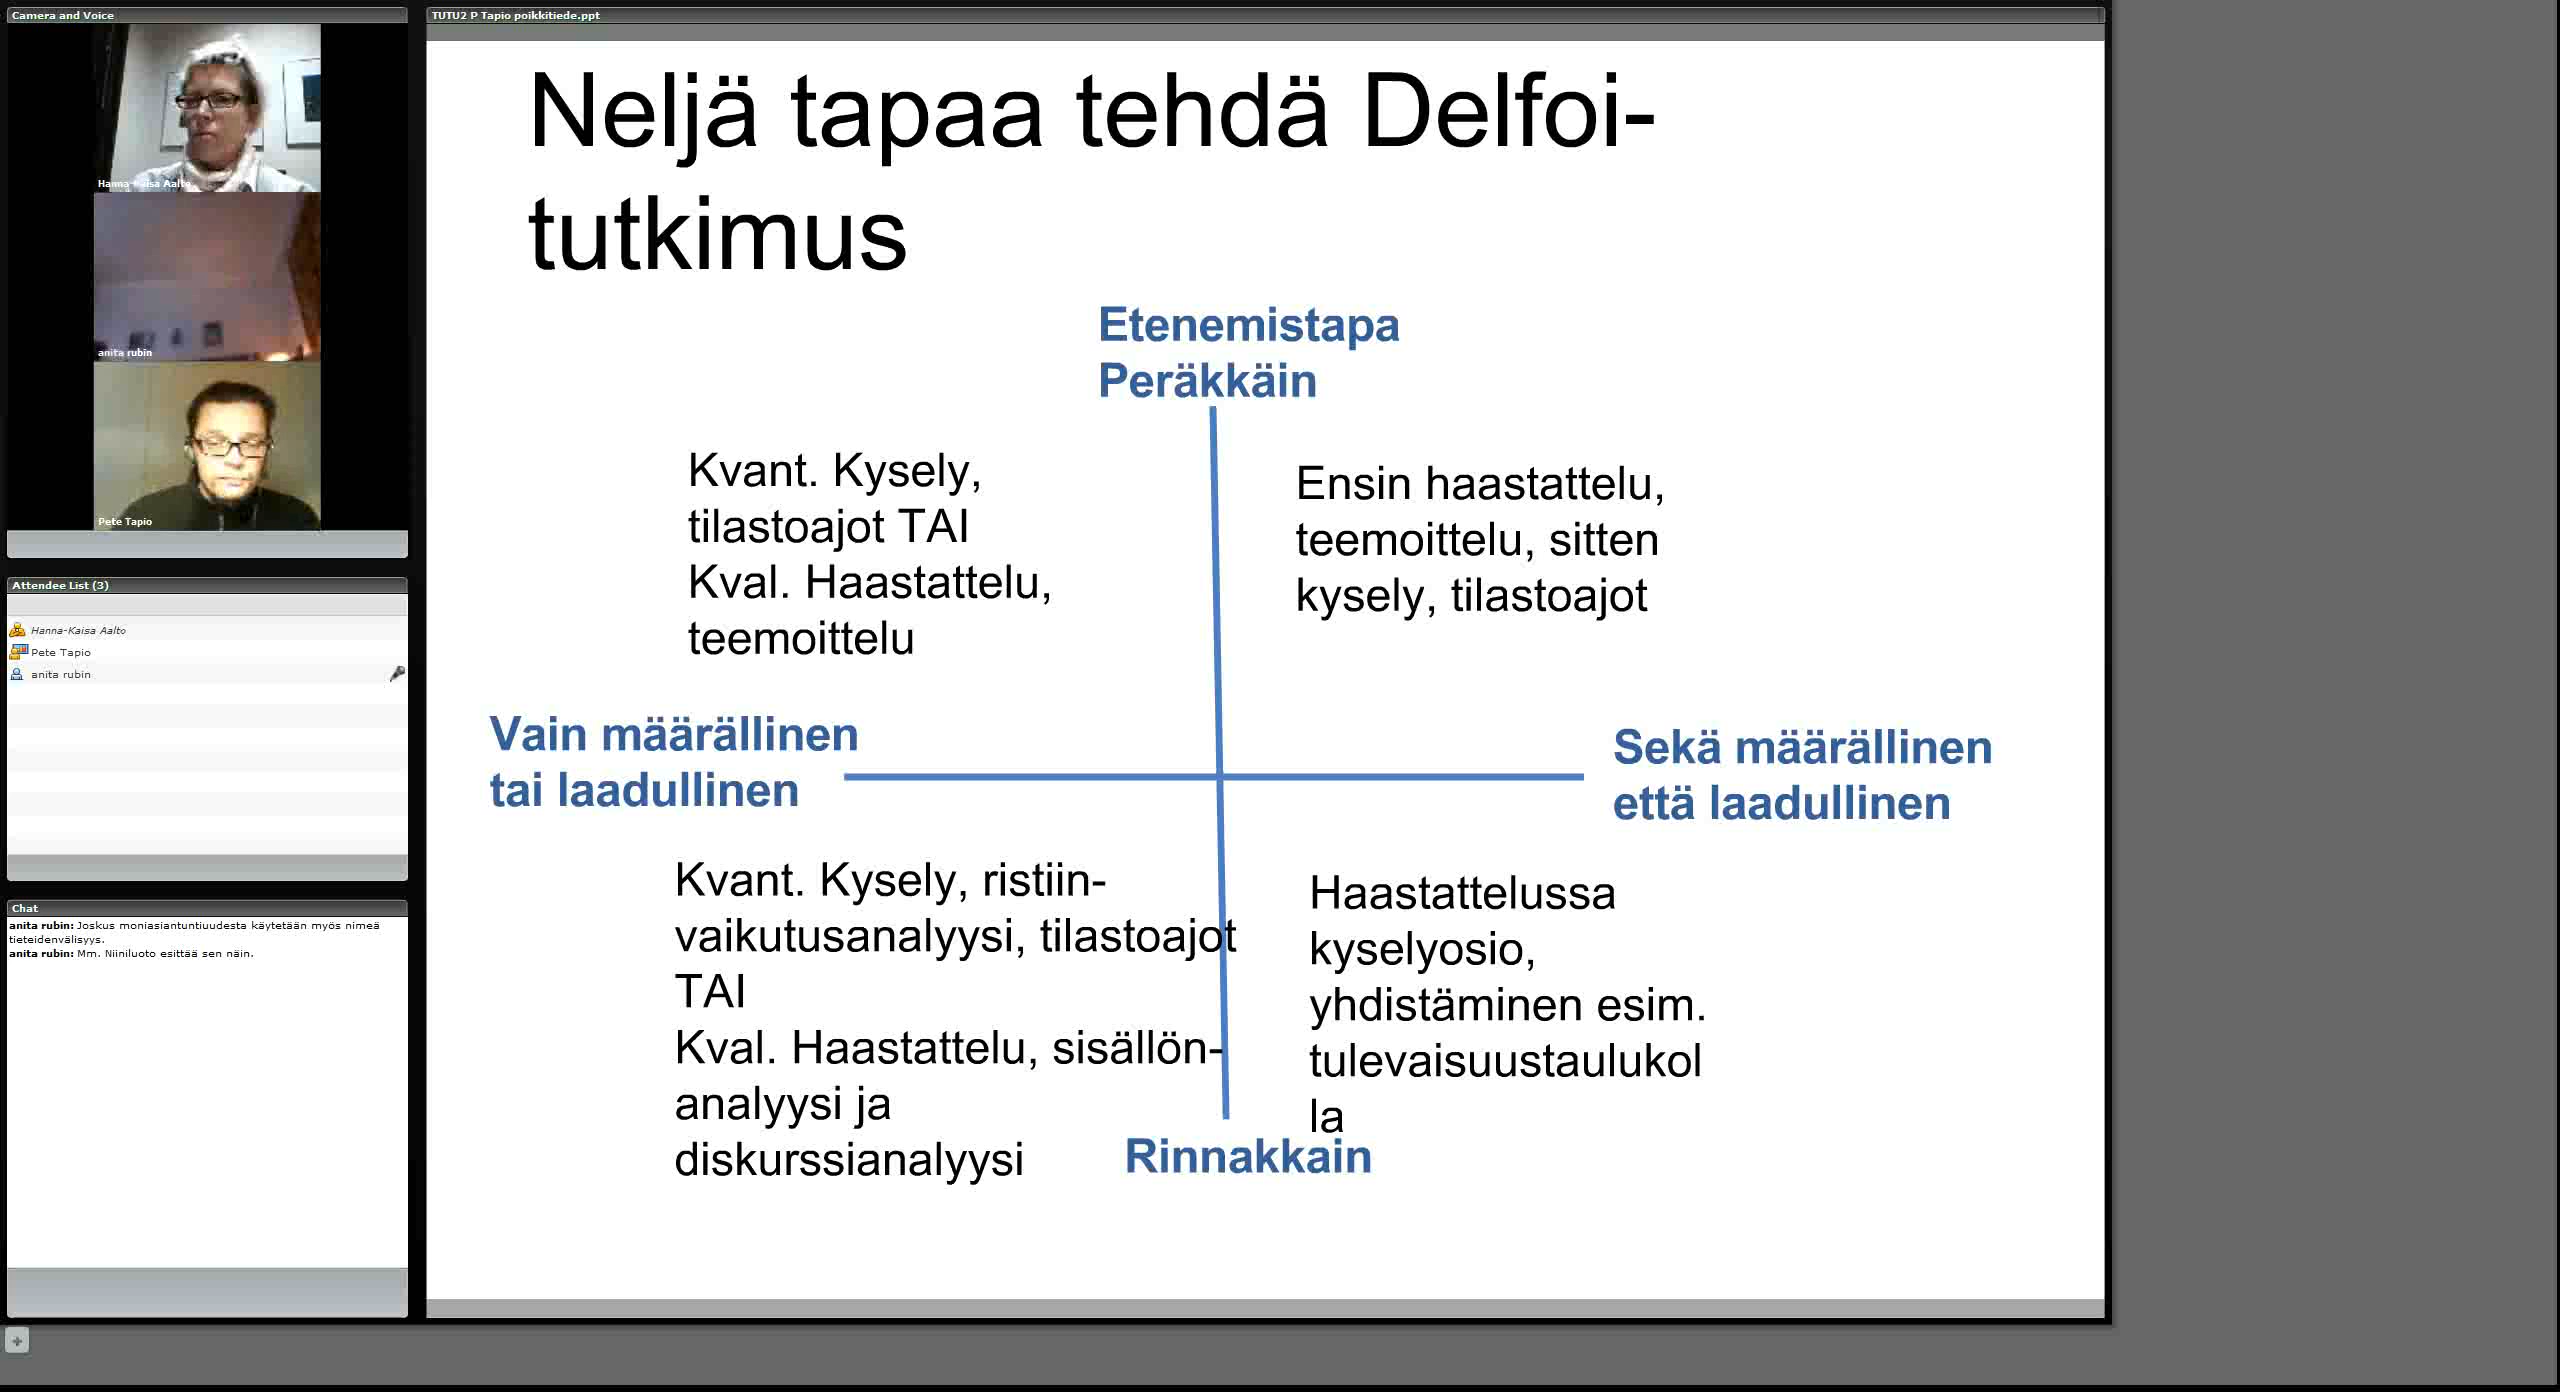 Camera and Voice
Hanna-Kaisa Aalto
anita rubin
Pete Tapio
Attendee List (3)
Hanna-Kaisa Aalto
Pete Tapio
anita rubin
Chat
anita rubin: Joskus moniasiantuntiuudesta käytetään myös nimeä
tieteidenvälisyys.
anita rubin: Mm. Niiniluoto esittää sen näin.
TUTU2 P Tapio poikkitiede.ppt
Neljä tapaa tehdä Delfoi-
tutkimus
Etenemistapa
Peräkkäin
Kvant. Kysely,
tilastoajot TAI
Kval. Haastattelu,
teemoittelu
Ensin haastattelu,
teemoittelu, sitten
kysely, tilastoajot
Vain määrällinen
tai laadullinen
Sekä määrällinen
että laadullinen
Kvant. Kysely, ristiin-
vaikutusanalyysi, tilastoajot
TAI
Kval. Haastattelu, sisällön-
analyysi ja
diskurssianalyysi
Haastattelussa
kyselyosio,
yhdistäminen esim.
tulevaisuustaulukol
la
Rinnakkain